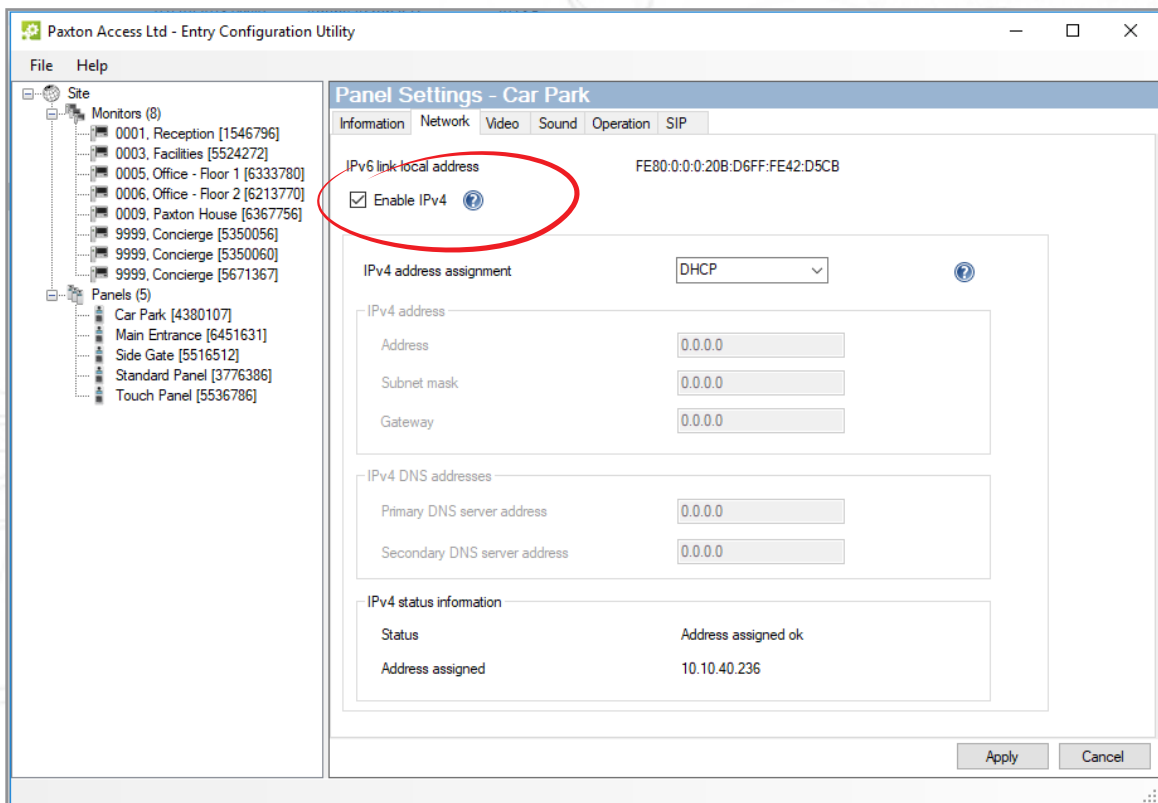 Paxton Access Ltd - Entry Configuration Utility
File Help
Site
Monitors (8)
0001, Reception [1546796]
0003, Facilities [5524272]
0005, Office - Floor 1 [6333780]
0006, Office - Floor 2 [6213770]
0009, Paxton House [6367756]
9999, Concierge [5350056]
9999, Concierge [5350060]
9999, Concierge [5671367]
Panels (5)
Car Park [4380107]
Main Entrance [6451631]
Side Gate [5516512]
Standard Panel [3776386]
Touch Panel [5536786]
Panel Settings - Car Park
Information Network Video Sound Operation SIP
IPv6 link local address FE80:0:0:0:20B:D6FF:FE42:D5CB
Enable IPv4 ?
IPv4 address assignment DHCP ?
IPv4 address
Address 0.0.0.0
Subnet mask 0.0.0.0
Gateway 0.0.0.0
IPv4 DNS addresses
Primary DNS server address 0.0.0.0
Secondary DNS server address 0.0.0.0
IPv4 status information
Status Address assigned ok
Address assigned 10.10.40.236
Apply Cancel